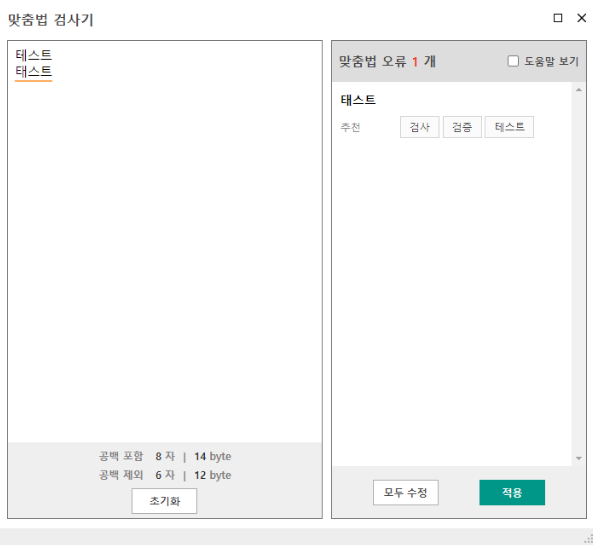 맞춤법 검사기
테스트
태스트
공백 포함 8 자 | 14 byte
공백 제외 6 자 | 12 byte
초기화
맞춤법 오류 1 개 도움말 보기
태스트
추천 검사 검증 테스트
모두 수정 적용